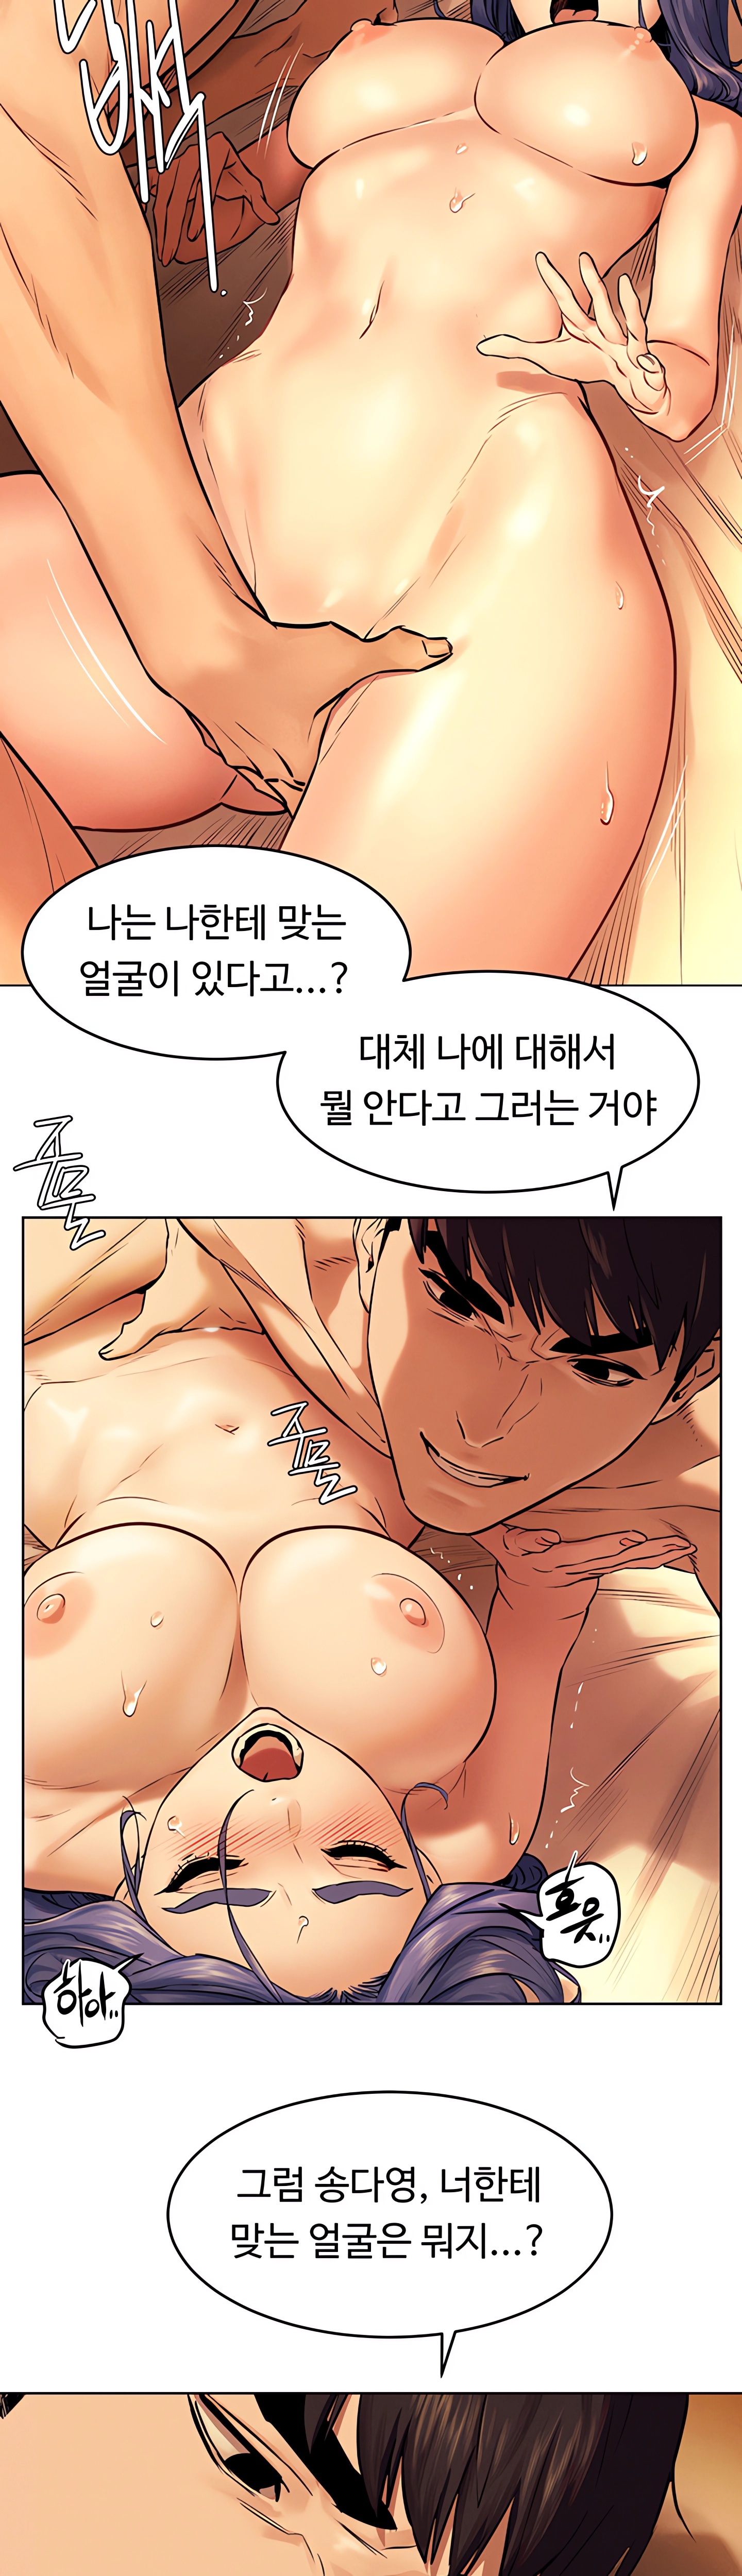 나는 나한테 맞는
얼굴이 있다고...?
대체 나에 대해서
뭘 안다고 그러는 거야
주물
주물
흐읏..
하아..
그럼 송다영, 너한테
맞는 얼굴은 뭐지...?